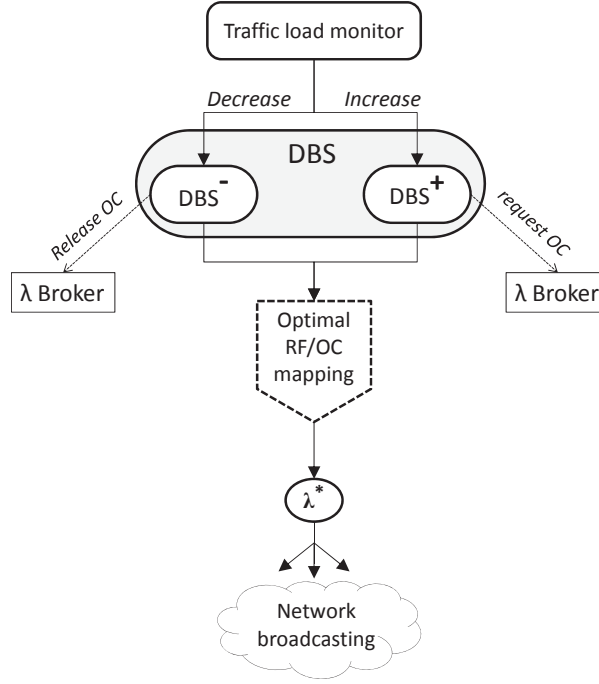 Traffic load monitor
Decrease
Increase
DBS
DBS-
DBS+
Release OC
request OC
λ Broker
λ Broker
Optimal
RF/OC
mapping
λ*
Network
broadcasting